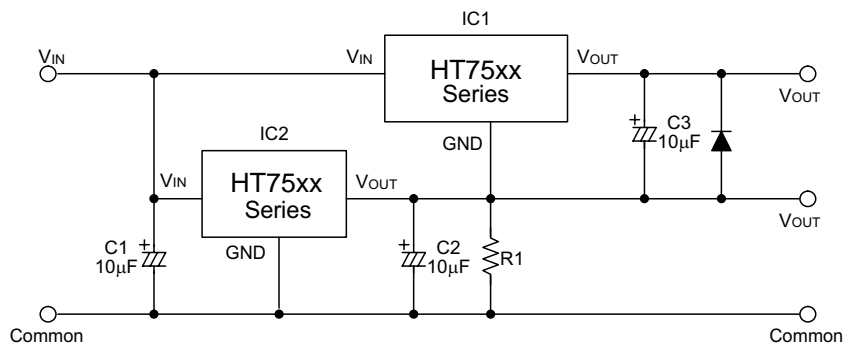 IC1
VIN
VIN
HT75xx
Series
VOUT
VOUT
GND
C3
10μF
IC2
VIN
HT75xx
Series
VOUT
VOUT
GND
C1
10μF
C2
10μF
R1
Common
Common